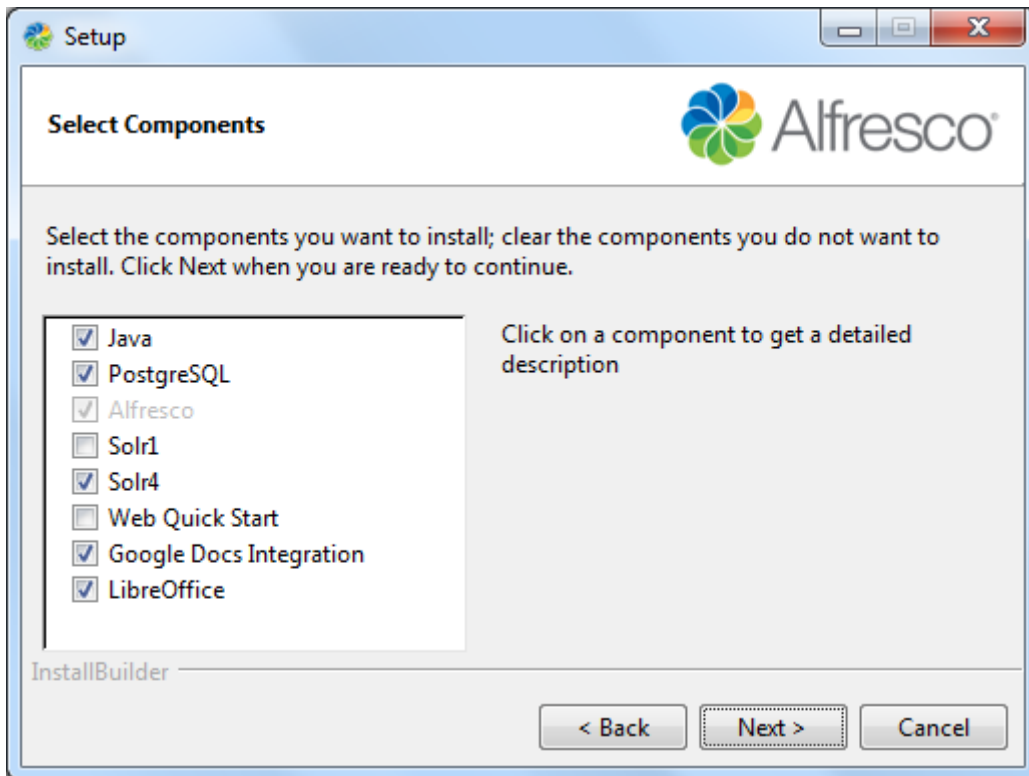 Setup
Select Components
Alfresco®
Select the components you want to install; clear the components you do not want to
install. Click Next when you are ready to continue.
Java
PostgreSQL
Alfresco
Solr1
Solr4
Web Quick Start
Google Docs Integration
LibreOffice
Click on a component to get a detailed
description
InstallBuilder
< Back
Next >
Cancel